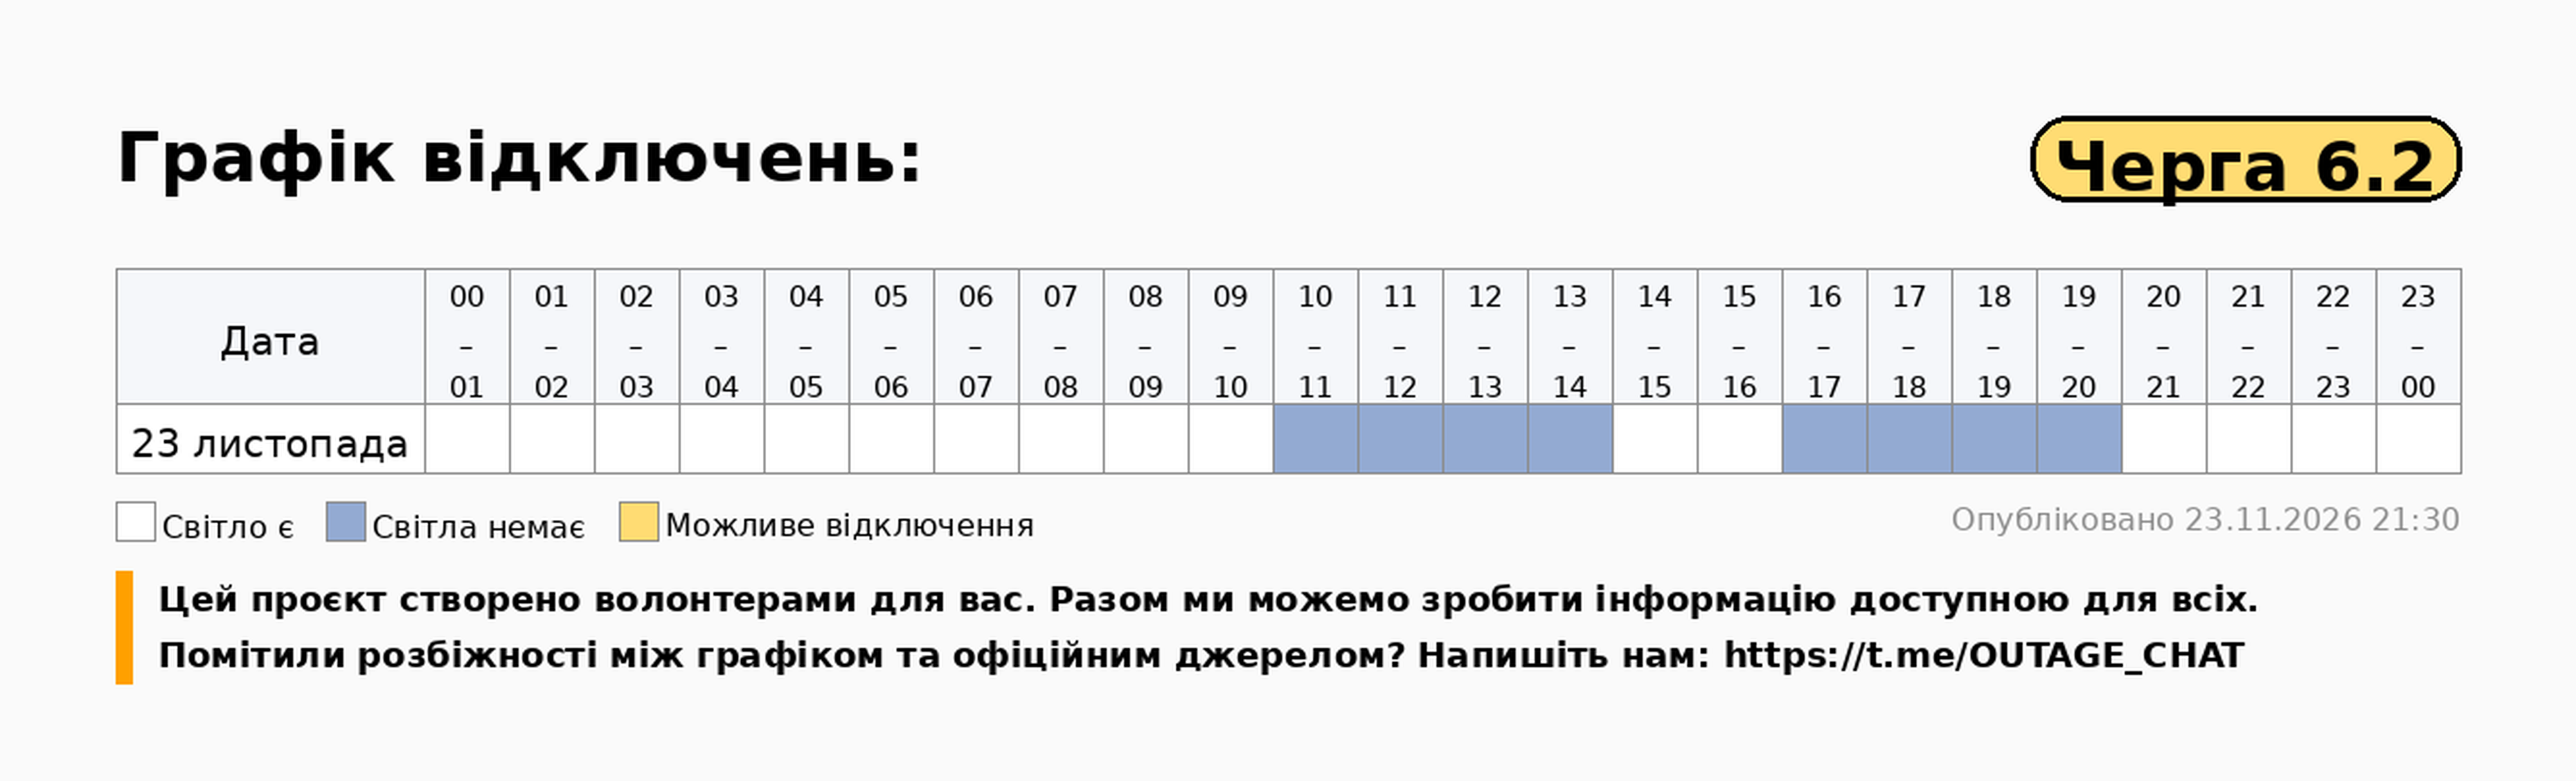 Графік відключень:
Черга 6.2
Дата
00 – 01
01 – 02
02 – 03
03 – 04
04 – 05
05 – 06
06 – 07
07 – 08
08 – 09
09 – 10
10 – 11
11 – 12
12 – 13
13 – 14
14 – 15
15 – 16
16 – 17
17 – 18
18 – 19
19 – 20
20 – 21
21 – 22
22 – 23
23 – 00
23 листопада
Світло є
Світла немає
Можливе відключення
Опубліковано 23.11.2026 21:30
Цей проєкт створено волонтерами для вас. Разом ми можемо зробити інформацію доступною для всіх.
Помітили розбіжності між графіком та офіційним джерелом? Напишіть нам: https://t.me/OUTAGE_CHAT